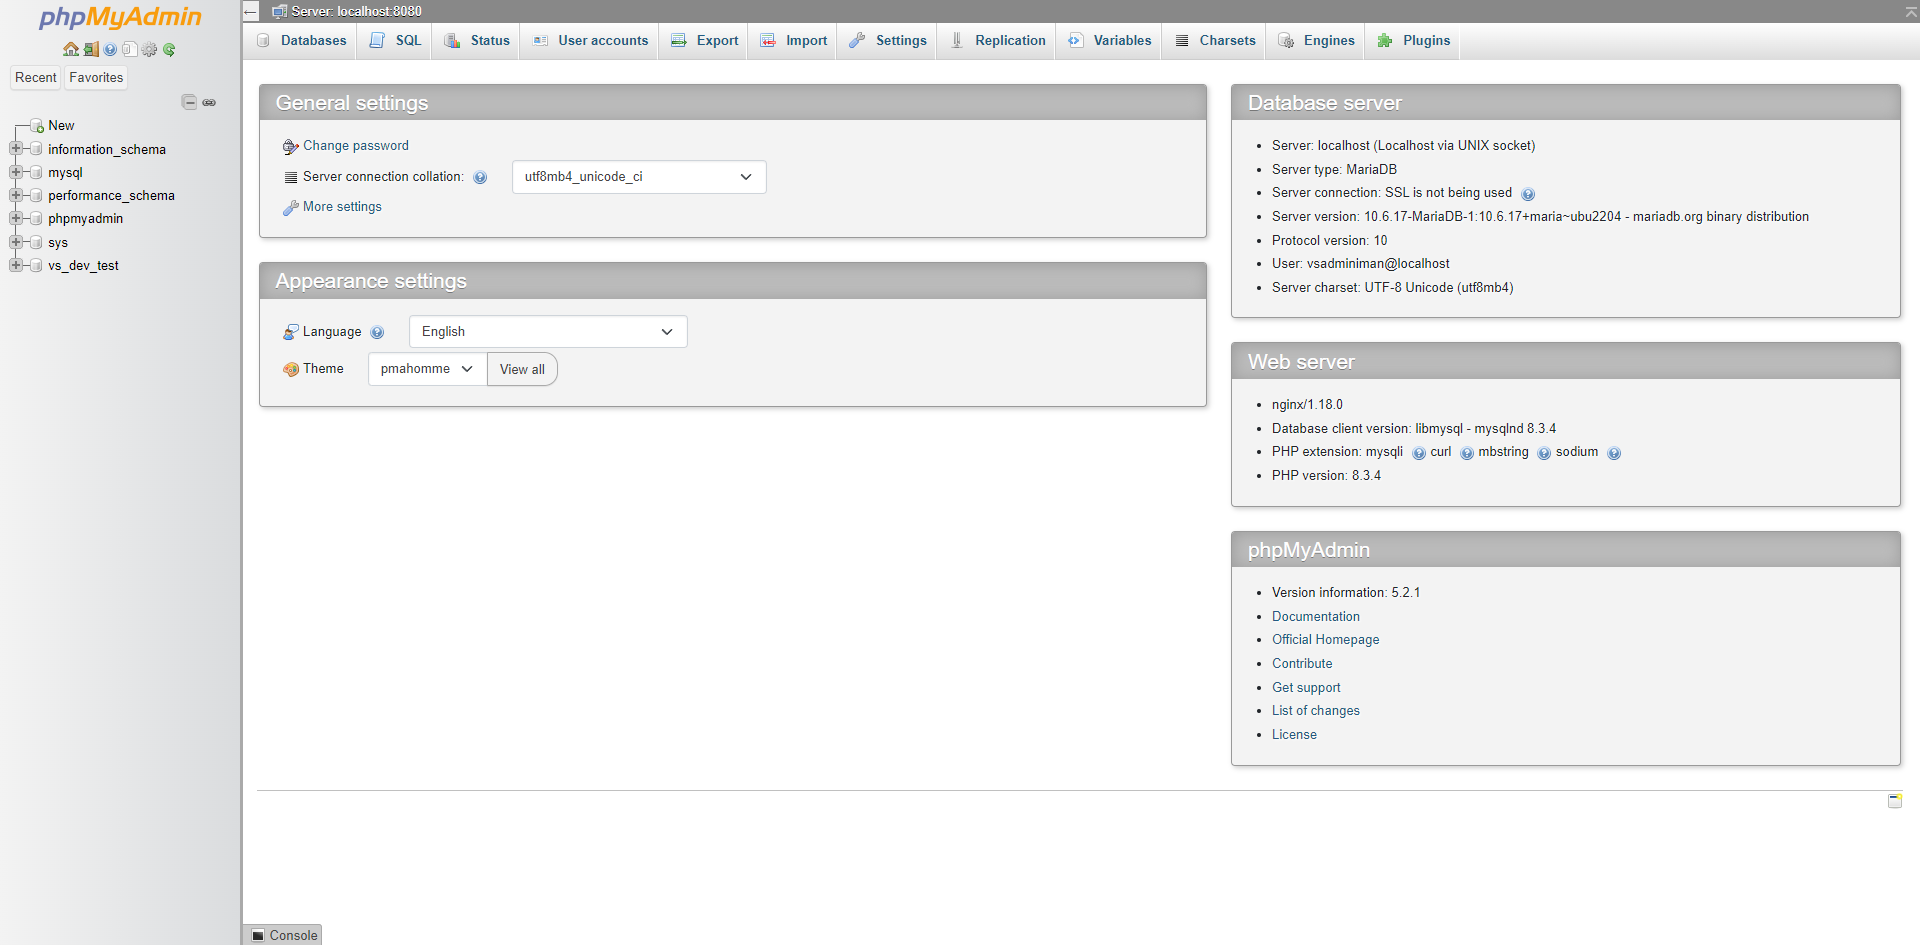 phpMyAdmin
Recent Favorites
New
information_schema
mysql
performance_schema
phpmyadmin
sys
vs_dev_test
Server: localhost:8080
Databases SQL Status User accounts Export Import Settings Replication Variables Charsets Engines Plugins
General settings
Change password
Server connection collation: utf8mb4_unicode_ci
More settings
Appearance settings
Language English
Theme pmahomme View all
Database server
Server: localhost (Localhost via UNIX socket)
Server type: MariaDB
Server connection: SSL is not being used
Server version: 10.6.17-MariaDB-1:10.6.17+maria~ubu2204 - mariadb.org binary distribution
Protocol version: 10
User: vsadminiman@localhost
Server charset: UTF-8 Unicode (utf8mb4)
Web server
nginx/1.18.0
Database client version: libmysql - mysqlnd 8.3.4
PHP extension: mysqli curl mbstring sodium
PHP version: 8.3.4
phpMyAdmin
Version information: 5.2.1
Documentation
Official Homepage
Contribute
Get support
List of changes
License
Console